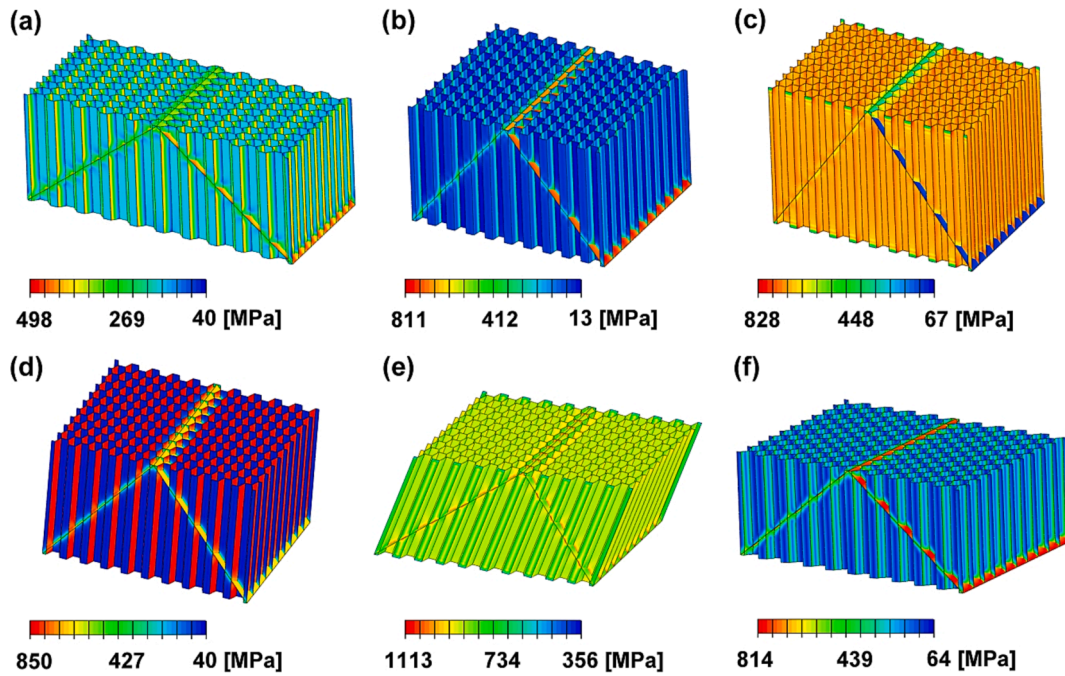 (a) (b) (c)
498 269 40 [MPa] 811 412 13 [MPa] 828 448 67 [MPa]
(d) (e) (f)
850 427 40 [MPa] 1113 734 356 [MPa] 814 439 64 [MPa]